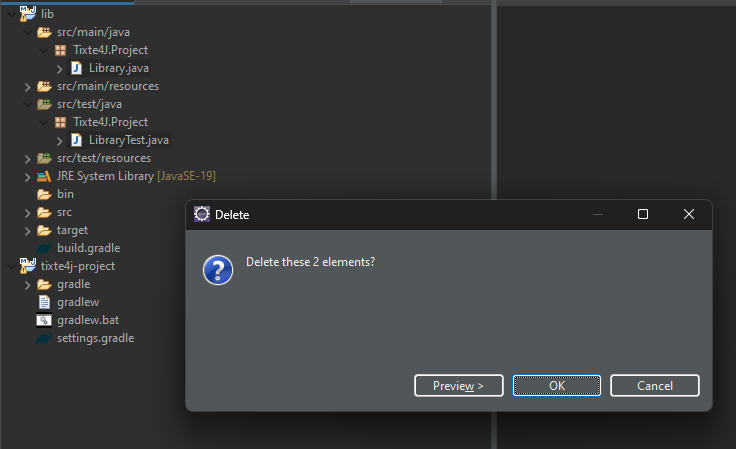 lib
src/main/java
Tixte4J.Project
Library.java
src/main/resources
src/test/java
Tixte4J.Project
LibraryTest.java
src/test/resources
JRE System Library [JavaSE-19]
bin
src
target
build.gradle
tixte4j-project
gradle
gradlew
gradlew.bat
settings.gradle
Delete
Delete these 2 elements?
Preview >
OK
Cancel